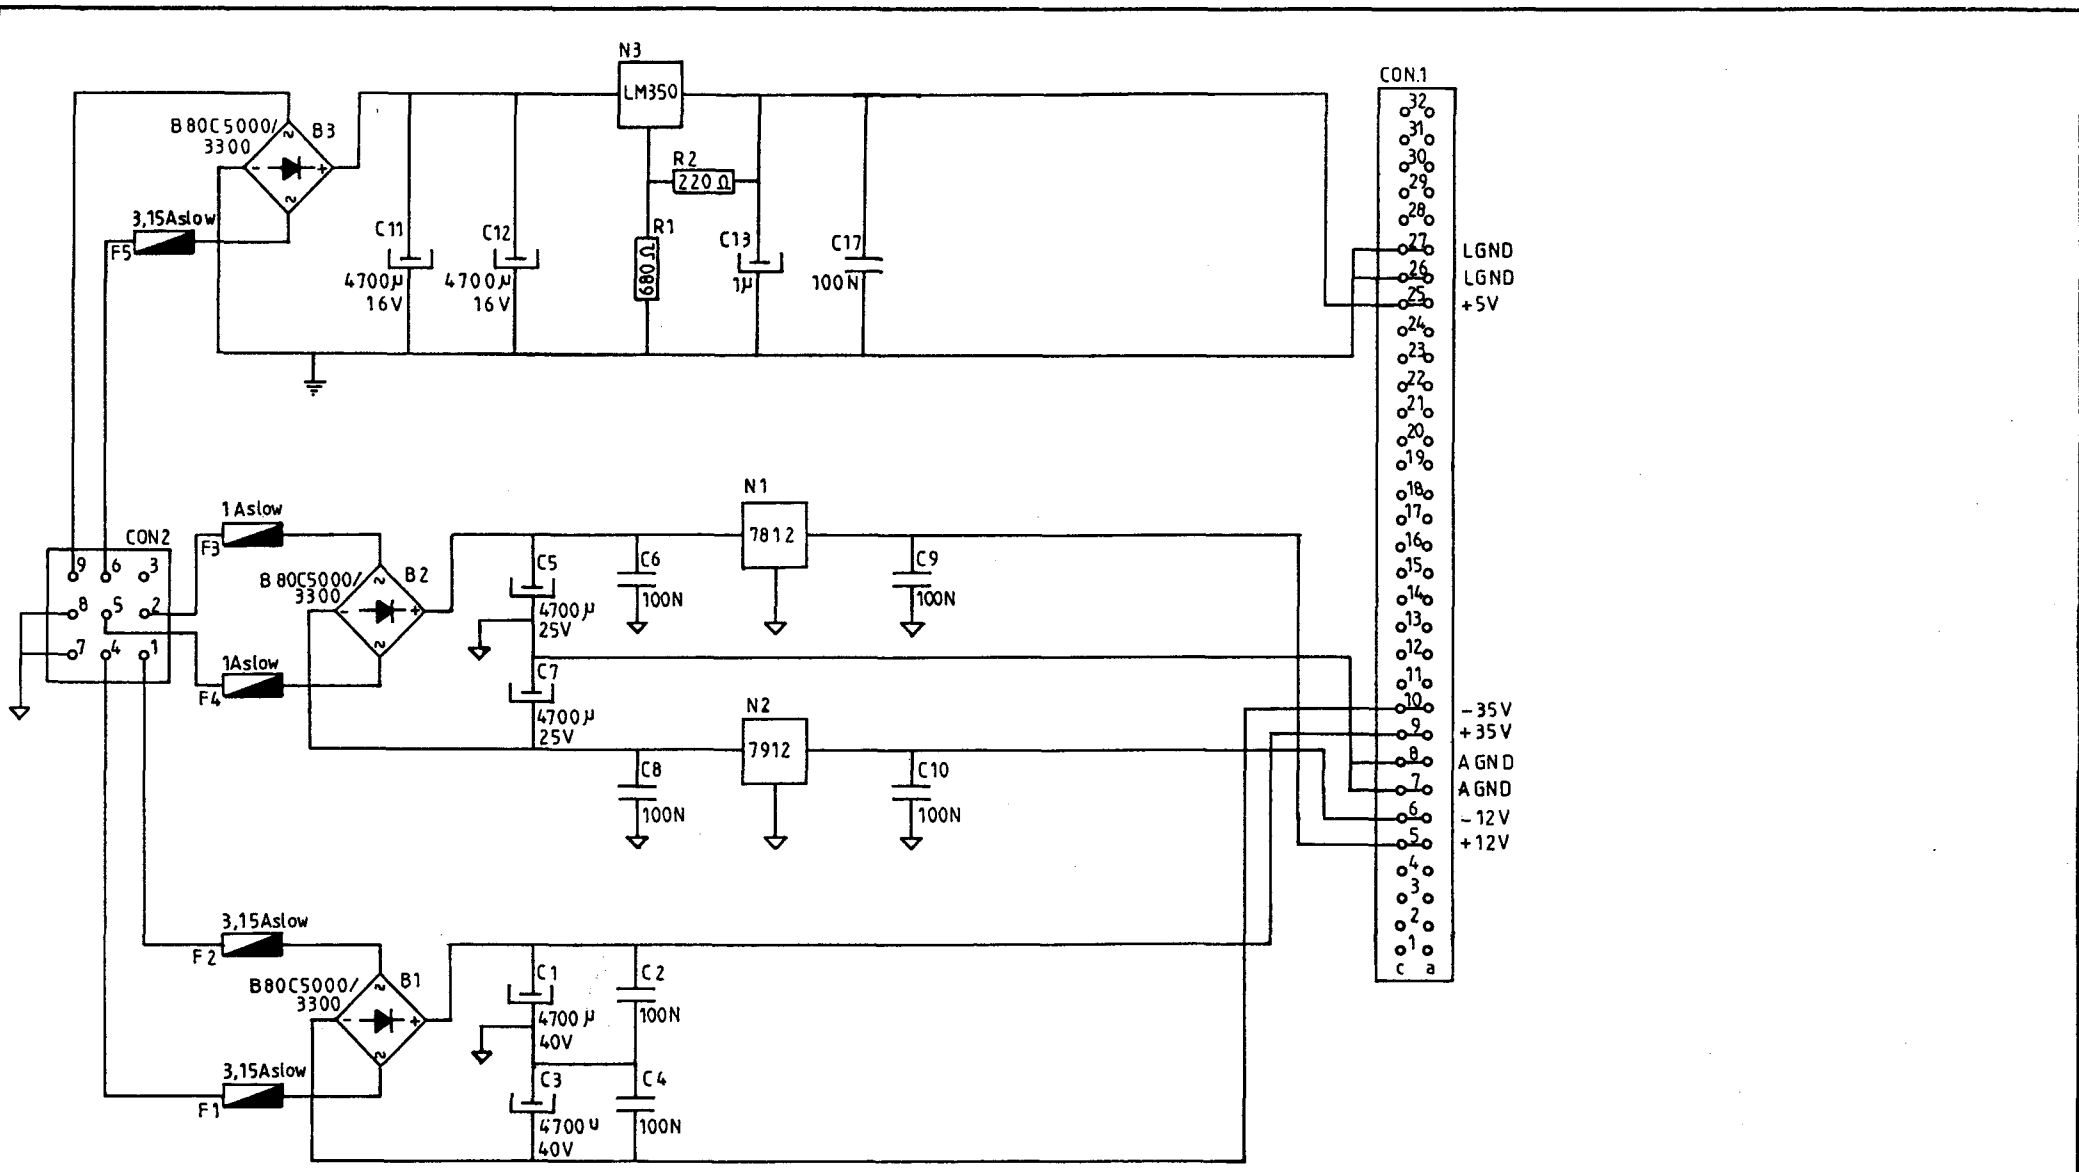 N3
LM350
CON.1
B80C5000/
3300
B3
~
- +
~
R2
220 Ω
R1
680 Ω
3,15Aslow
F5
C11
4700µ
16V
C12
4700µ
16V
C13
1µ
C17
100N
32
31
30
29
28
27 LGND
26 LGND
25 +5V
24
23
22
21
20
19
18
17
16
15
14
13
12
11
10 -35V
9 +35V
8 AGND
7 AGND
6 -12V
5 +12V
4
3
2
1
c a
CON2
9 6 3
8 5 2
7 4 1
1Aslow
F3
B80C5000/
3300
B2
~
- +
~
1Aslow
F4
C5
4700µ
25V
C6
100N
N1
7812
C9
100N
C7
4700µ
25V
C8
100N
N2
7912
C10
100N
3,15Aslow
F2
B80C5000/
3300
B1
~
- +
~
3,15Aslow
F1
C1
4700µ
40V
C2
100N
C3
4700u
40V
C4
100N